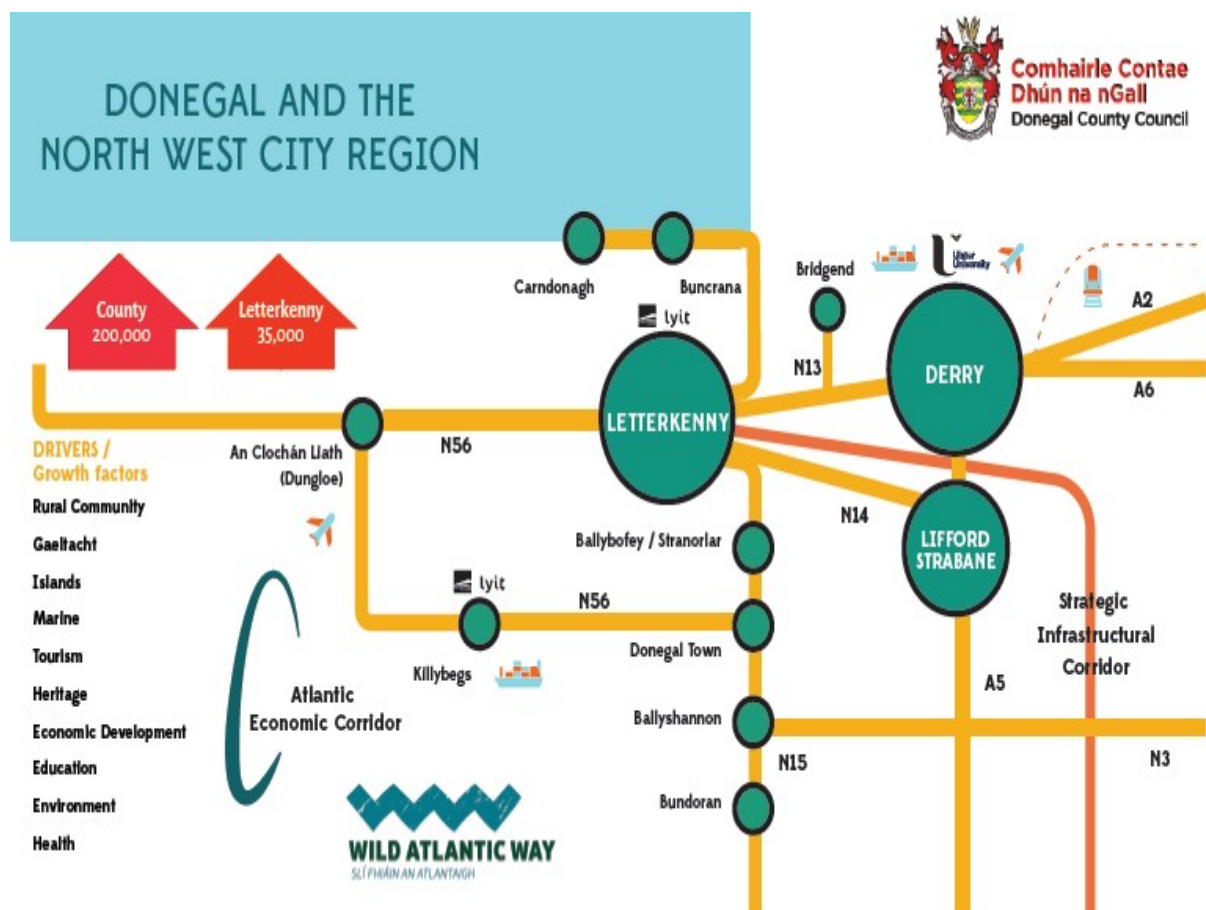 DONEGAL AND THE
NORTH WEST CITY REGION
Comhairle Contae
Dhún na nGall
Donegal County Council
County
200,000
Letterkenny
35,000
Carndonagh
Buncrana
lyit
Bridgend
Ulster
University
A2
A6
N13
DERRY
LETTERKENNY
N56
An Clochán Liath
(Dungloe)
DRIVERS /
Growth factors
Rural Community
Gaeltacht
Islands
Marine
Tourism
Heritage
Economic Development
Education
Environment
Health
N14
LIFFORD
STRABANE
Ballybofey / Stranorlar
lyit
N56
Killybegs
Donegal Town
Strategic
Infrastructural
Corridor
A5
Atlantic
Economic Corridor
Ballyshannon
N15
N3
Bundoran
WILD ATLANTIC WAY
SLÍ FHIÁIN AN ATLANTAIGH